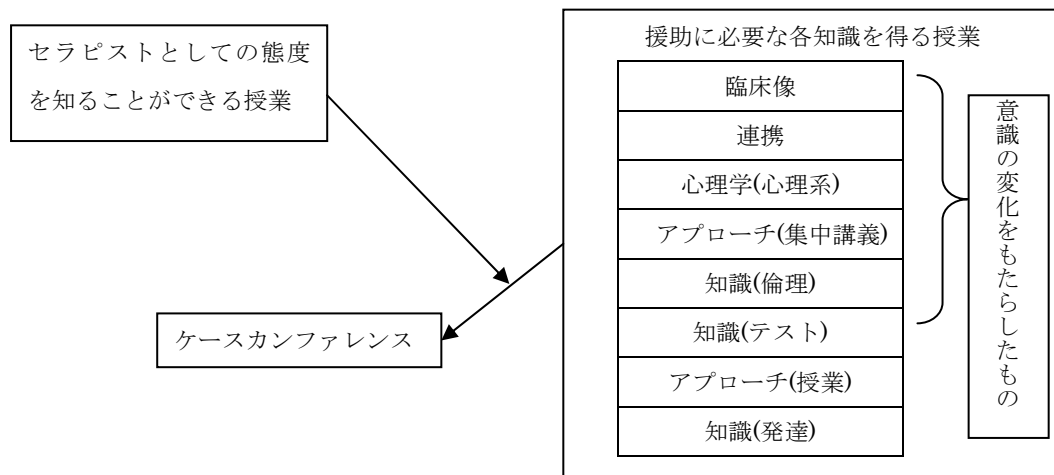 セラピストとしての態度
を知ることができる授業
ケースカンファレンス
援助に必要な各知識を得る授業
臨床像
連携
心理学(心理系)
アプローチ(集中講義)
知識(倫理)
知識(テスト)
アプローチ(授業)
知識(発達)
意識の変化をもたらしたもの